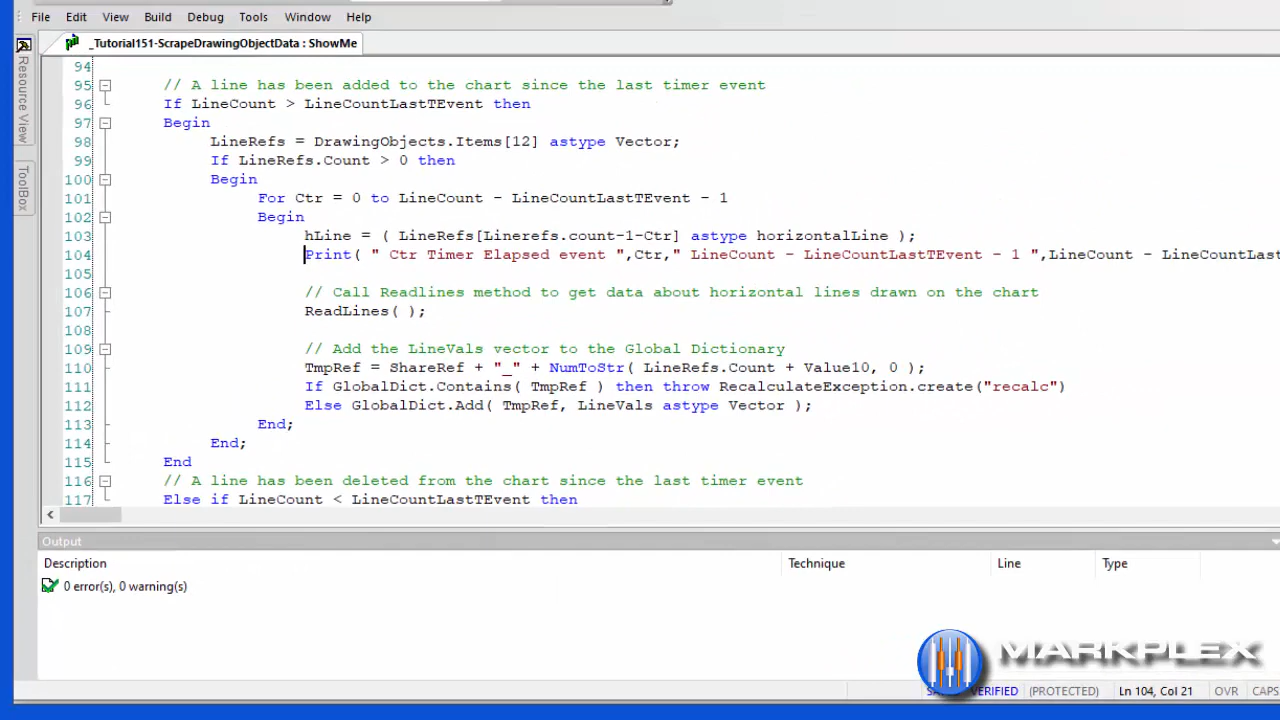 File Edit View Build Debug Tools Window Help
_Tutorial151-ScrapeDrawingObjectData : ShowMe
Resource View
ToolBox
94
95 // A line has been added to the chart since the last timer event
96 If LineCount > LineCountLastTEvent then
97 Begin
98 LineRefs = DrawingObjects.Items[12] astype Vector;
99 If LineRefs.Count > 0 then
100 Begin
101 For Ctr = 0 to LineCount - LineCountLastTEvent - 1
102 Begin
103 hLine = ( LineRefs[Linerefs.count-1-Ctr] astype horizontalLine );
104 Print( " Ctr Timer Elapsed event ",Ctr," LineCount - LineCountLastTEvent - 1 ",LineCount - LineCountLast
105
106 // Call Readlines method to get data about horizontal lines drawn on the chart
107 ReadLines( );
108
109 // Add the LineVals vector to the Global Dictionary
110 TmpRef = ShareRef + "_" + NumToStr( LineRefs.Count + Value10, 0 );
111 If GlobalDict.Contains( TmpRef ) then throw RecalculateException.create("recalc")
112 Else GlobalDict.Add( TmpRef, LineVals astype Vector );
113 End;
114 End;
115 End
116 // A line has been deleted from the chart since the last timer event
117 Else if LineCount < LineCountLastTEvent then
Output
Description Technique Line Type
0 error(s), 0 warning(s)
MARKPLEX
VERIFIED (PROTECTED) Ln 104, Col 21 OVR CAPS